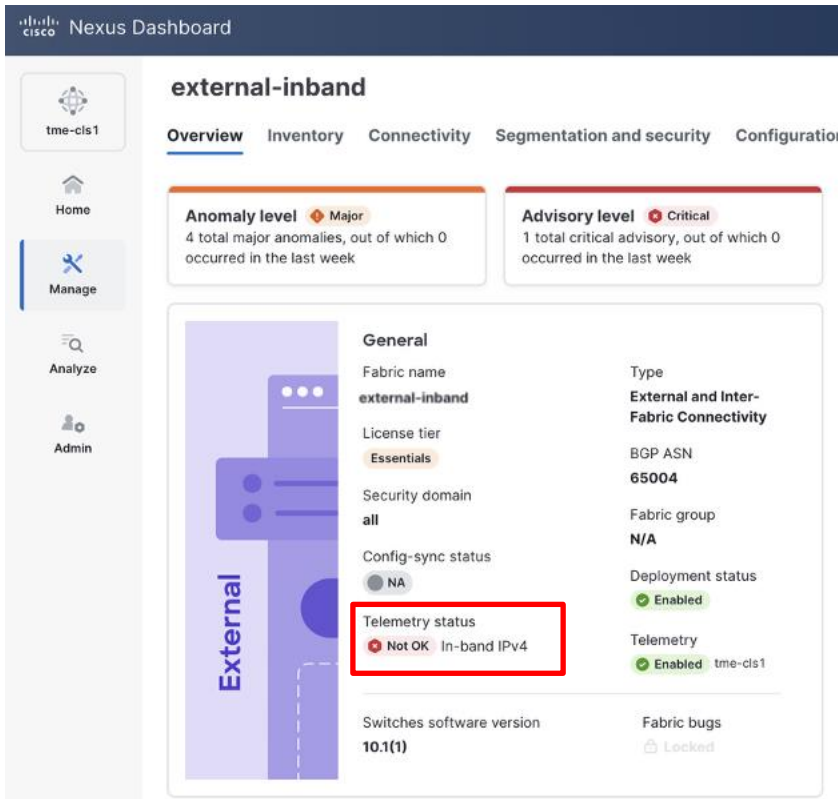 cisco Nexus Dashboard
tme-cls1
Home
Manage
Analyze
Admin
external-inband
Overview Inventory Connectivity Segmentation and security Configuration
Anomaly level Major
4 total major anomalies, out of which 0
occurred in the last week
Advisory level Critical
1 total critical advisory, out of which 0
occurred in the last week
External
General
Fabric name
external-inband
License tier
Essentials
Security domain
all
Config-sync status
NA
Telemetry status
Not OK In-band IPv4
Type
External and Inter-
Fabric Connectivity
BGP ASN
65004
Fabric group
N/A
Deployment status
Enabled
Telemetry
Enabled tme-cls1
Switches software version
10.1(1)
Fabric bugs
Locked